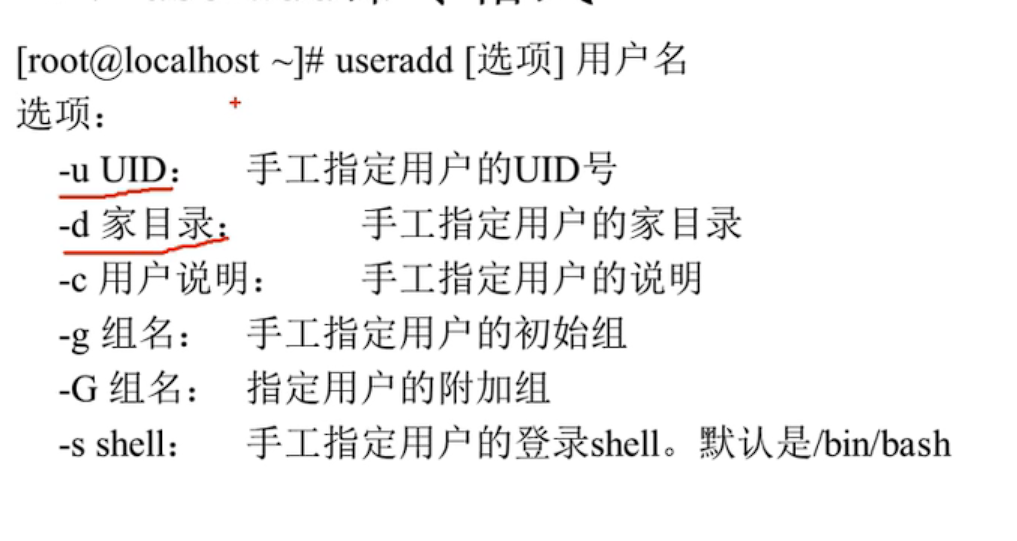 [root@localhost ~]# useradd [选项] 用户名
选项：
-u UID： 手工指定用户的UID号
-d 家目录： 手工指定用户的家目录
-c 用户说明： 手工指定用户的说明
-g 组名： 手工指定用户的初始组
-G 组名： 指定用户的附加组
-s shell： 手工指定用户的登录shell。默认是/bin/bash